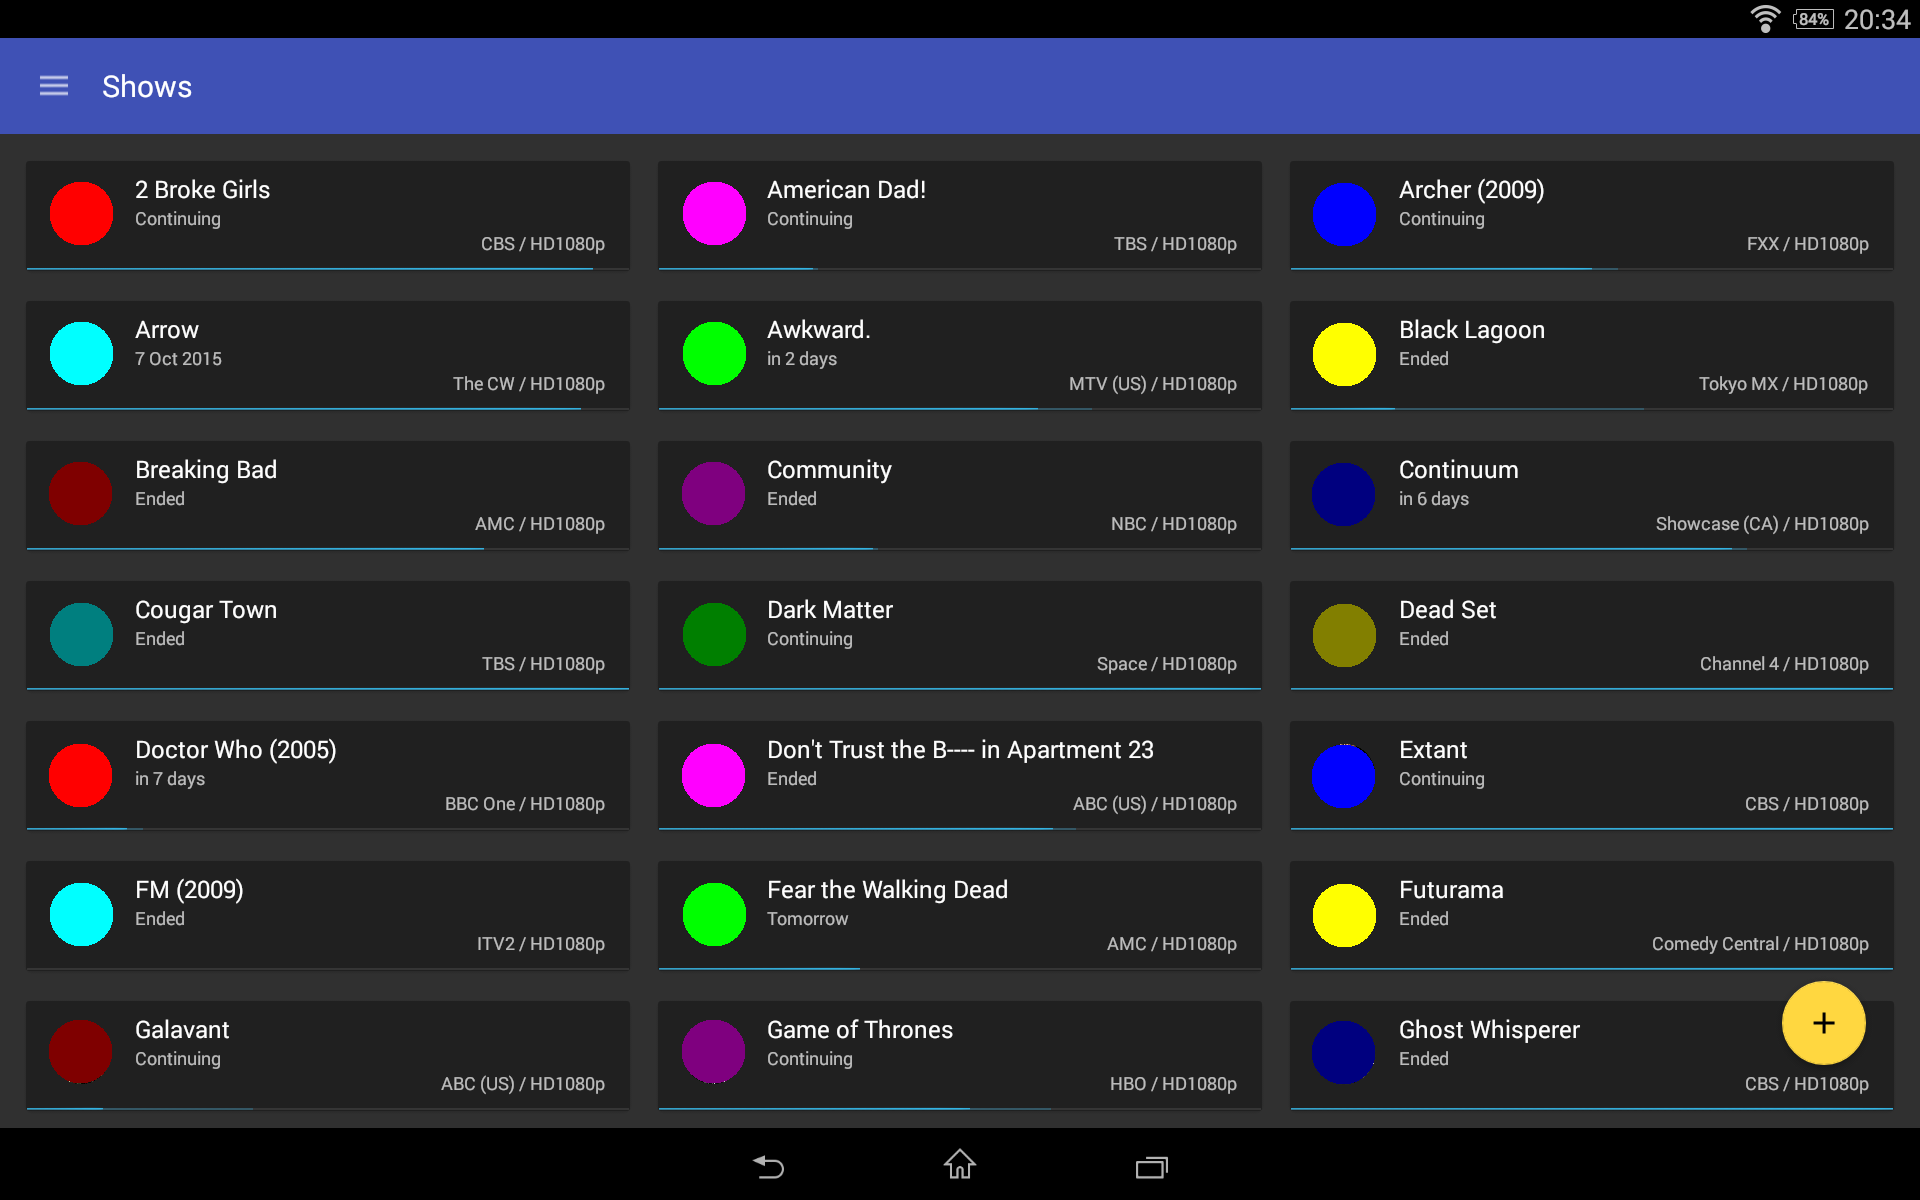 84% 20:34
Shows
2 Broke Girls
Continuing
CBS / HD1080p
American Dad!
Continuing
TBS / HD1080p
Archer (2009)
Continuing
FXX / HD1080p
Arrow
7 Oct 2015
The CW / HD1080p
Awkward.
in 2 days
MTV (US) / HD1080p
Black Lagoon
Ended
Tokyo MX / HD1080p
Breaking Bad
Ended
AMC / HD1080p
Community
Ended
NBC / HD1080p
Continuum
in 6 days
Showcase (CA) / HD1080p
Cougar Town
Ended
TBS / HD1080p
Dark Matter
Continuing
Space / HD1080p
Dead Set
Ended
Channel 4 / HD1080p
Doctor Who (2005)
in 7 days
BBC One / HD1080p
Don't Trust the B---- in Apartment 23
Ended
ABC (US) / HD1080p
Extant
Continuing
CBS / HD1080p
FM (2009)
Ended
ITV2 / HD1080p
Fear the Walking Dead
Tomorrow
AMC / HD1080p
Futurama
Ended
Comedy Central / HD1080p
Galavant
Continuing
ABC (US) / HD1080p
Game of Thrones
Continuing
HBO / HD1080p
Ghost Whisperer
Ended
CBS / HD1080p